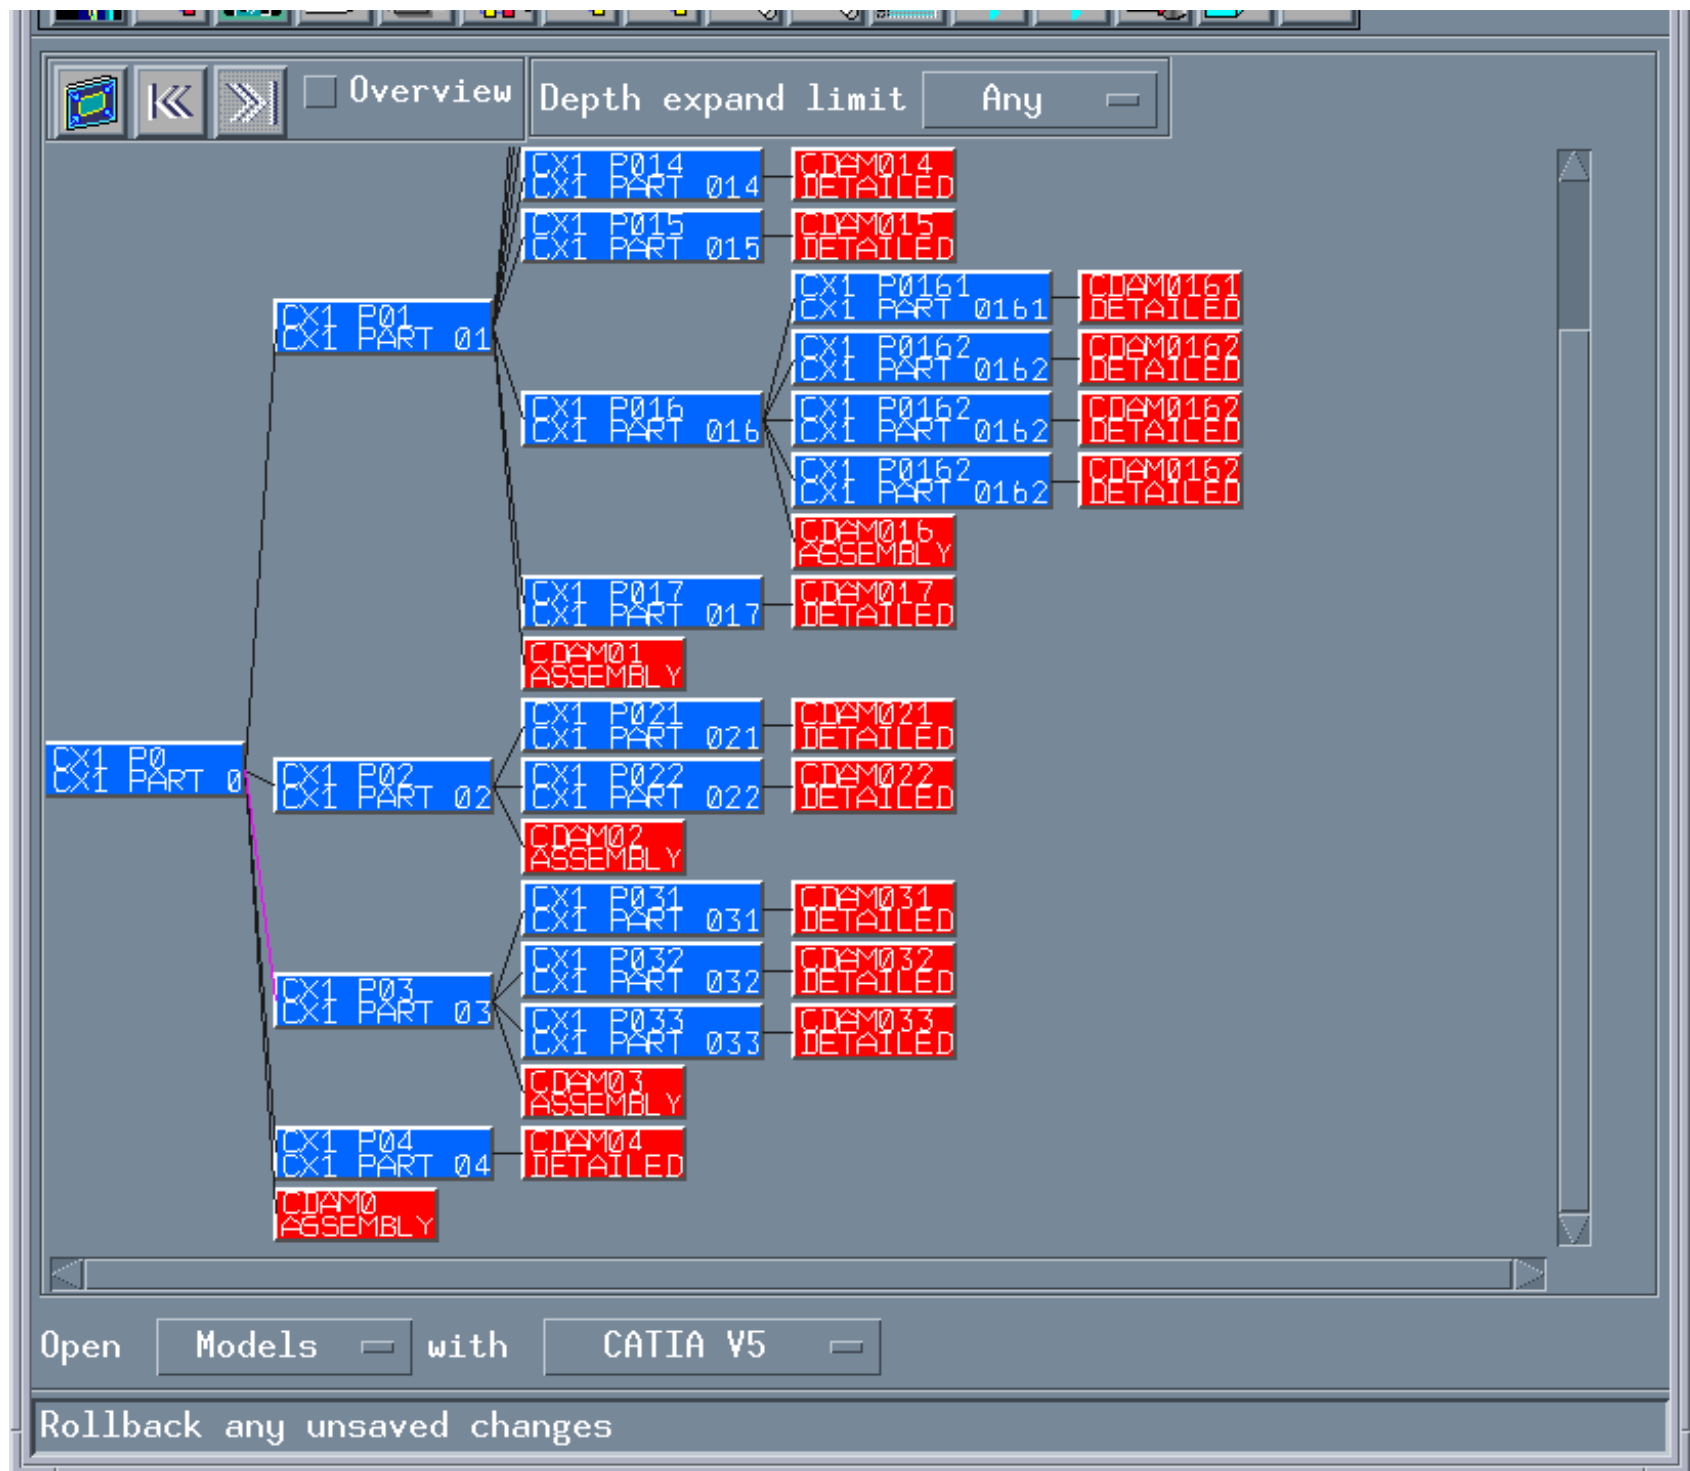 Overview
Depth expand limit Any
CX1 P014
CX1 PART 014
CDAM014
DETAILED
CX1 P015
CX1 PART 015
CDAM015
DETAILED
CX1 P01
CX1 PART 01
CX1 P0161
CX1 PART 0161
CDAM0161
DETAILED
CX1 P0162
CX1 PART 0162
CDAM0162
DETAILED
CX1 P016
CX1 PART 016
CX1 P0162
CX1 PART 0162
CDAM0162
DETAILED
CX1 P0162
CX1 PART 0162
CDAM0162
DETAILED
CDAM016
ASSEMBLY
CX1 P017
CX1 PART 017
CDAM017
DETAILED
CDAM01
ASSEMBLY
CX1 P021
CX1 PART 021
CDAM021
DETAILED
CX1 P0
CX1 PART 0
CX1 P02
CX1 PART 02
CX1 P022
CX1 PART 022
CDAM022
DETAILED
CDAM02
ASSEMBLY
CX1 P031
CX1 PART 031
CDAM031
DETAILED
CX1 P03
CX1 PART 03
CX1 P032
CX1 PART 032
CDAM032
DETAILED
CX1 P033
CX1 PART 033
CDAM033
DETAILED
CDAM03
ASSEMBLY
CX1 P04
CX1 PART 04
CDAM04
DETAILED
CDAM0
ASSEMBLY
Open Models with CATIA V5
Rollback any unsaved changes